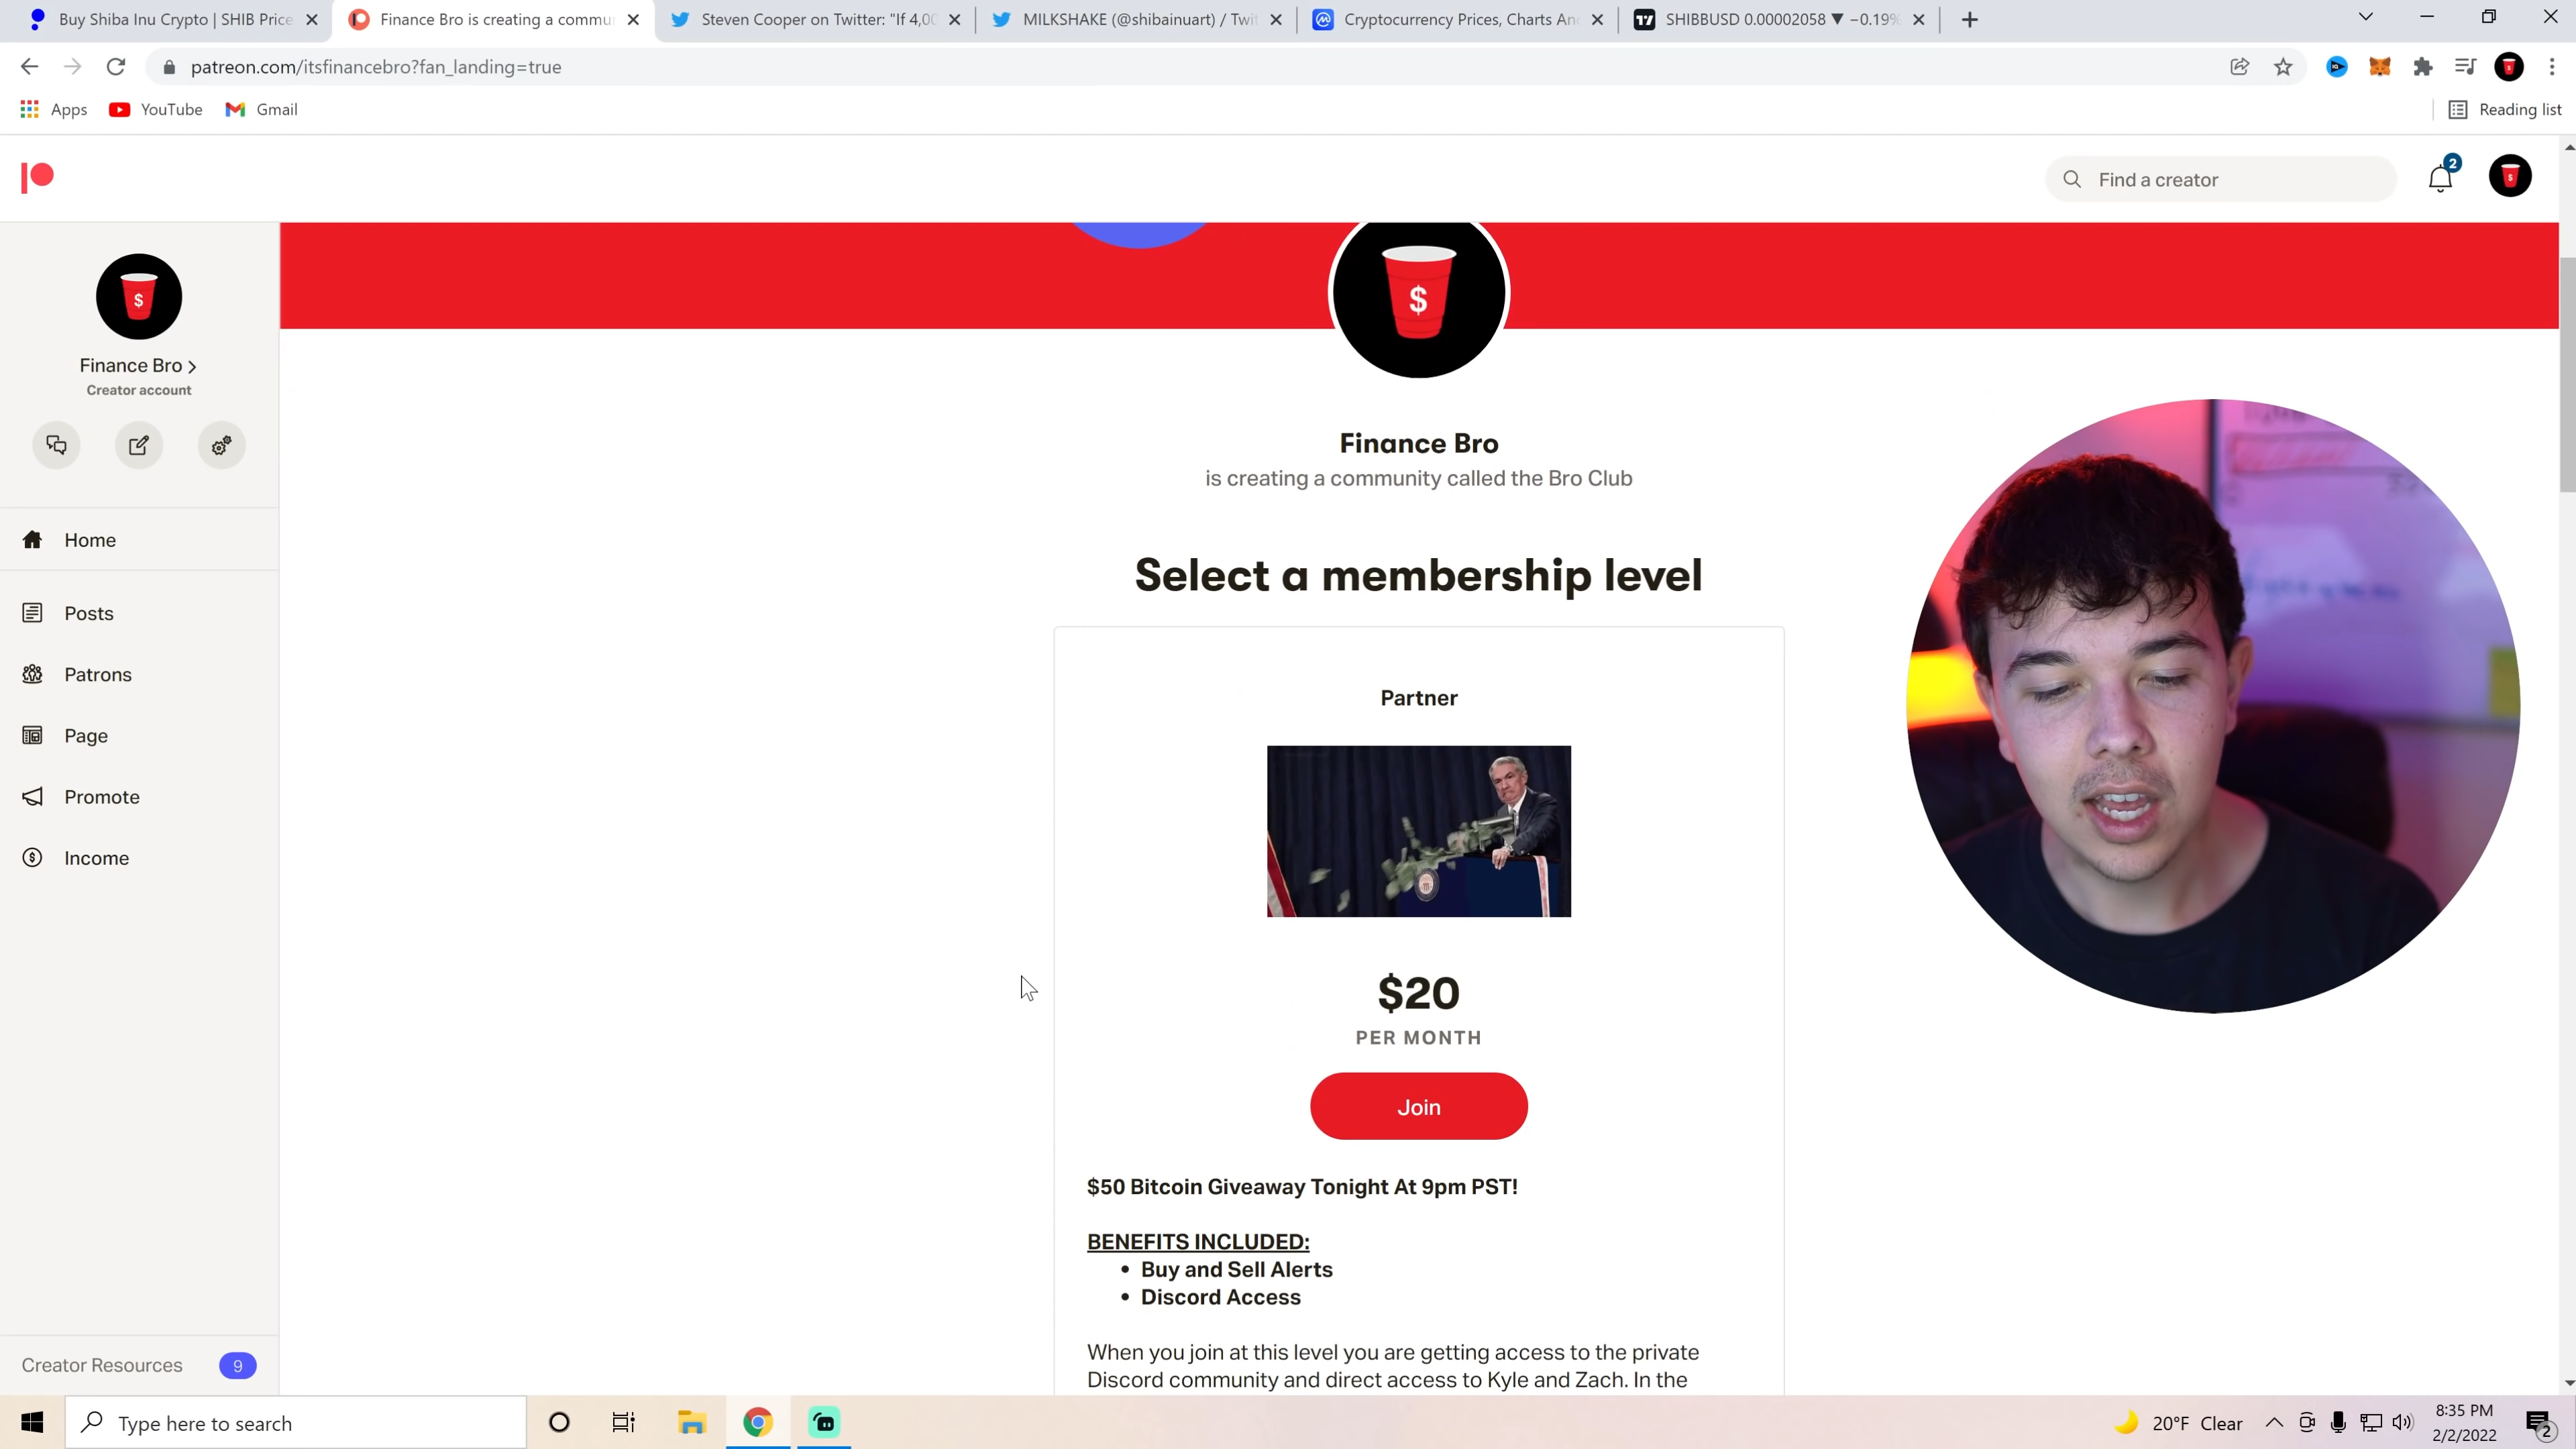 Buy Shiba Inu Crypto | SHIB Price
Finance Bro is creating a commu
Steven Cooper on Twitter: "If 4,00
MILKSHAKE (@shibainuart) / Twit
Cryptocurrency Prices, Charts An
SHIBBUSD 0.00002058 ▼ −0.19%
patreon.com/itsfinancebro?fan_landing=true
Apps
YouTube
Gmail
Reading list
Find a creator
2
$
$
Finance Bro
Creator account
Finance Bro
is creating a community called the Bro Club
Home
Select a membership level
Posts
Patrons
Partner
Page
Promote
Income
$20
PER MONTH
Join
$50 Bitcoin Giveaway Tonight At 9pm PST!
BENEFITS INCLUDED:
• Buy and Sell Alerts
• Discord Access
When you join at this level you are getting access to the private
Discord community and direct access to Kyle and Zach. In the
Creator Resources 9
Type here to search
20°F Clear
8:35 PM
2/2/2022
2